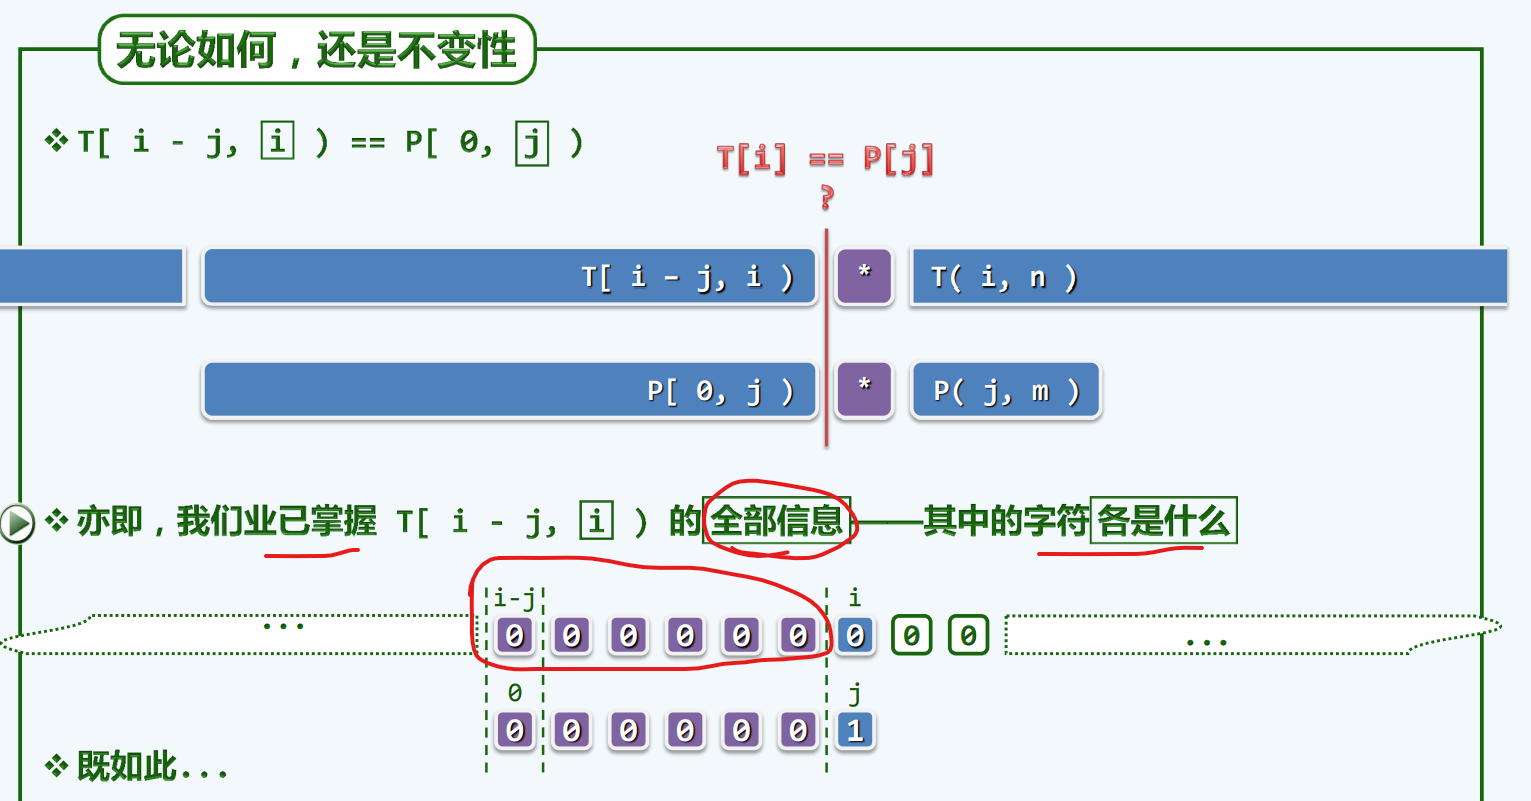 无论如何，还是不变性
❖ T[ i - j, i ) == P[ 0, j )
T[i] == P[j]
?
T[ i – j, i ) * T( i, n )
P[ 0, j ) * P( j, m )
❖ 亦即，我们业已掌握 T[ i - j, i ) 的全部信息——其中的字符各是什么
i-j i
... 0 0 0 0 0 0 0 0 0 ...
0 j
0 0 0 0 0 0 1
❖ 既如此...